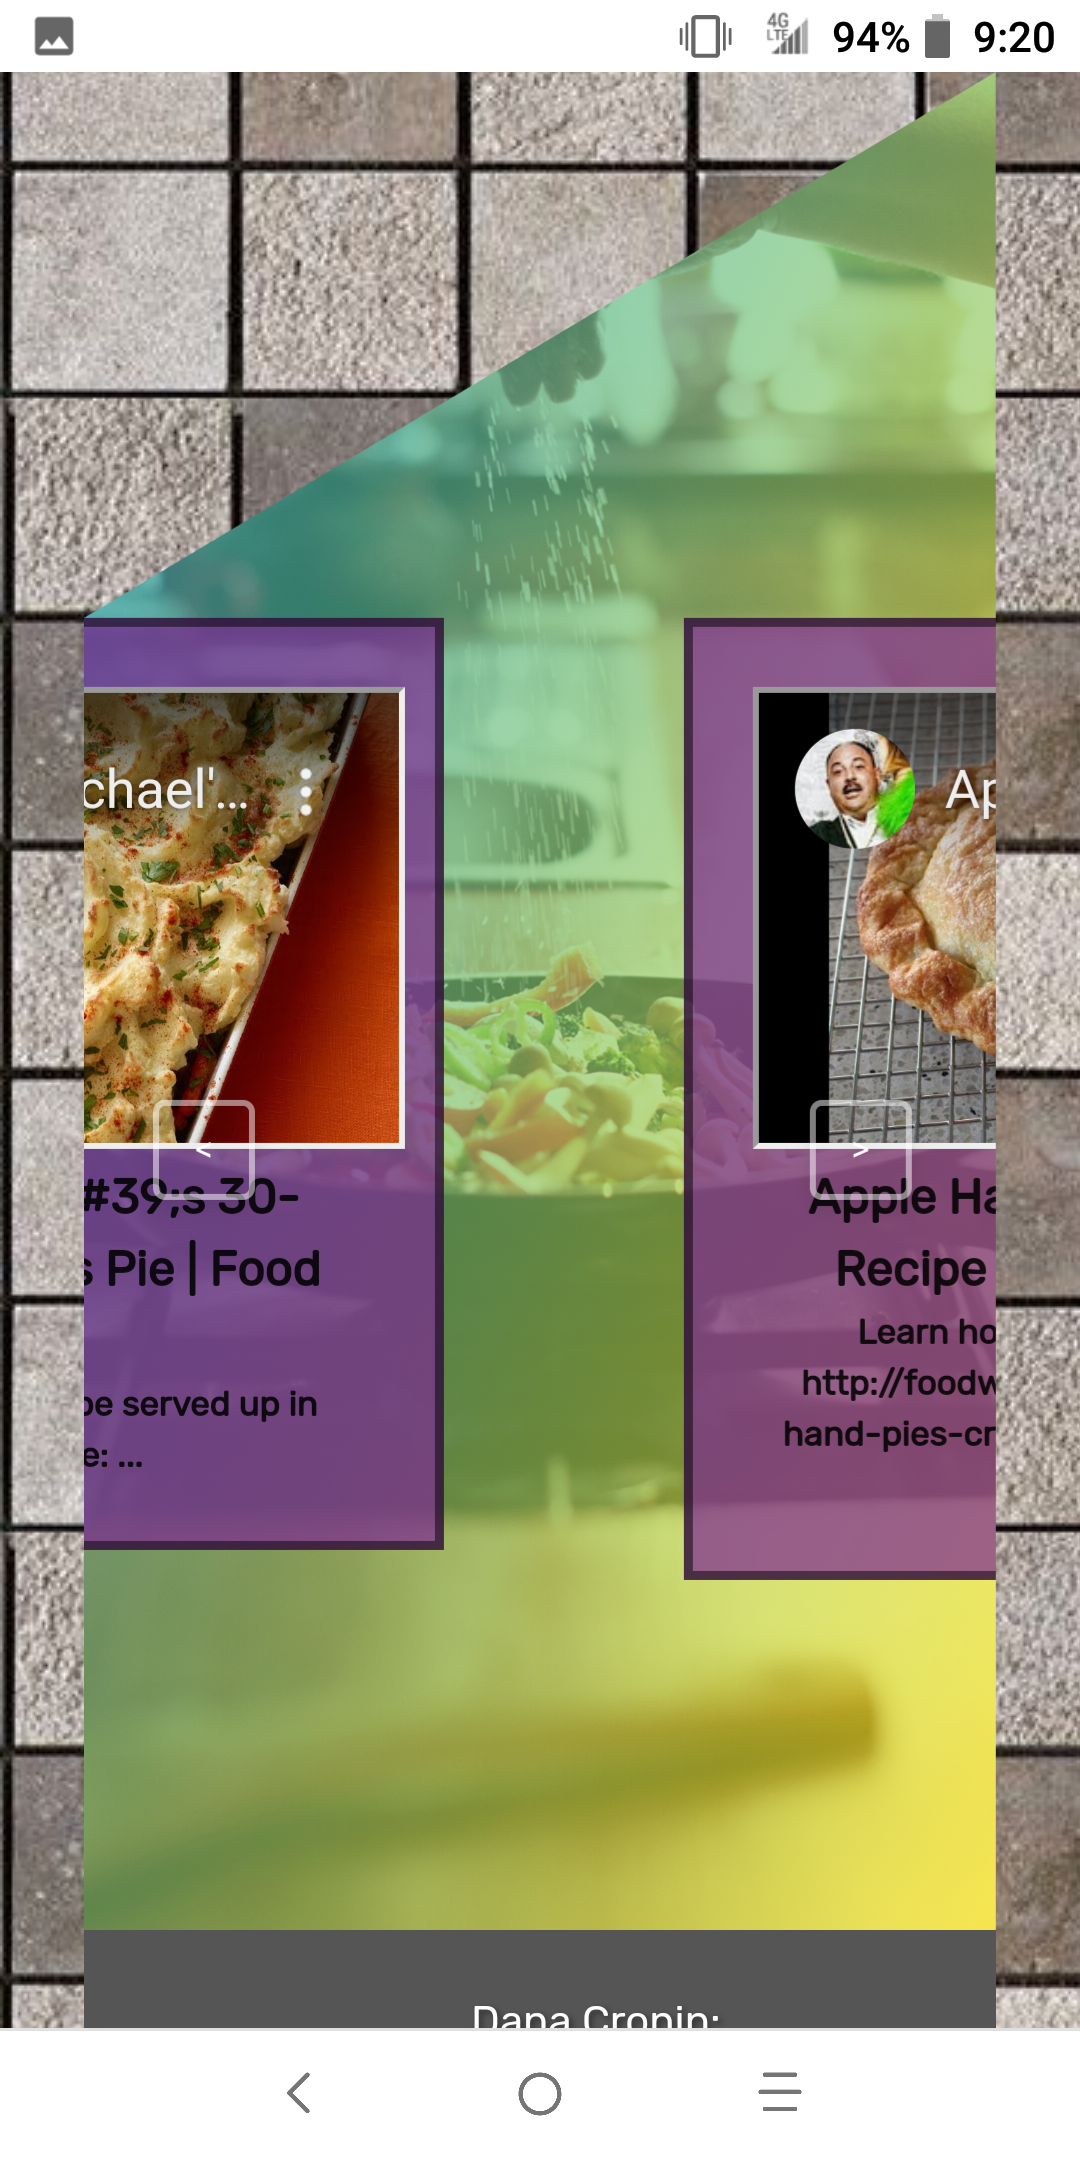 4G
LTE
94%
9:20
chael'...
Ap
<
>
#39;s 30-
s Pie | Food
be served up in
e: ...
Apple Ha
Recipe
Learn ho
http://foodw
hand-pies-cr
Dana Cronin: